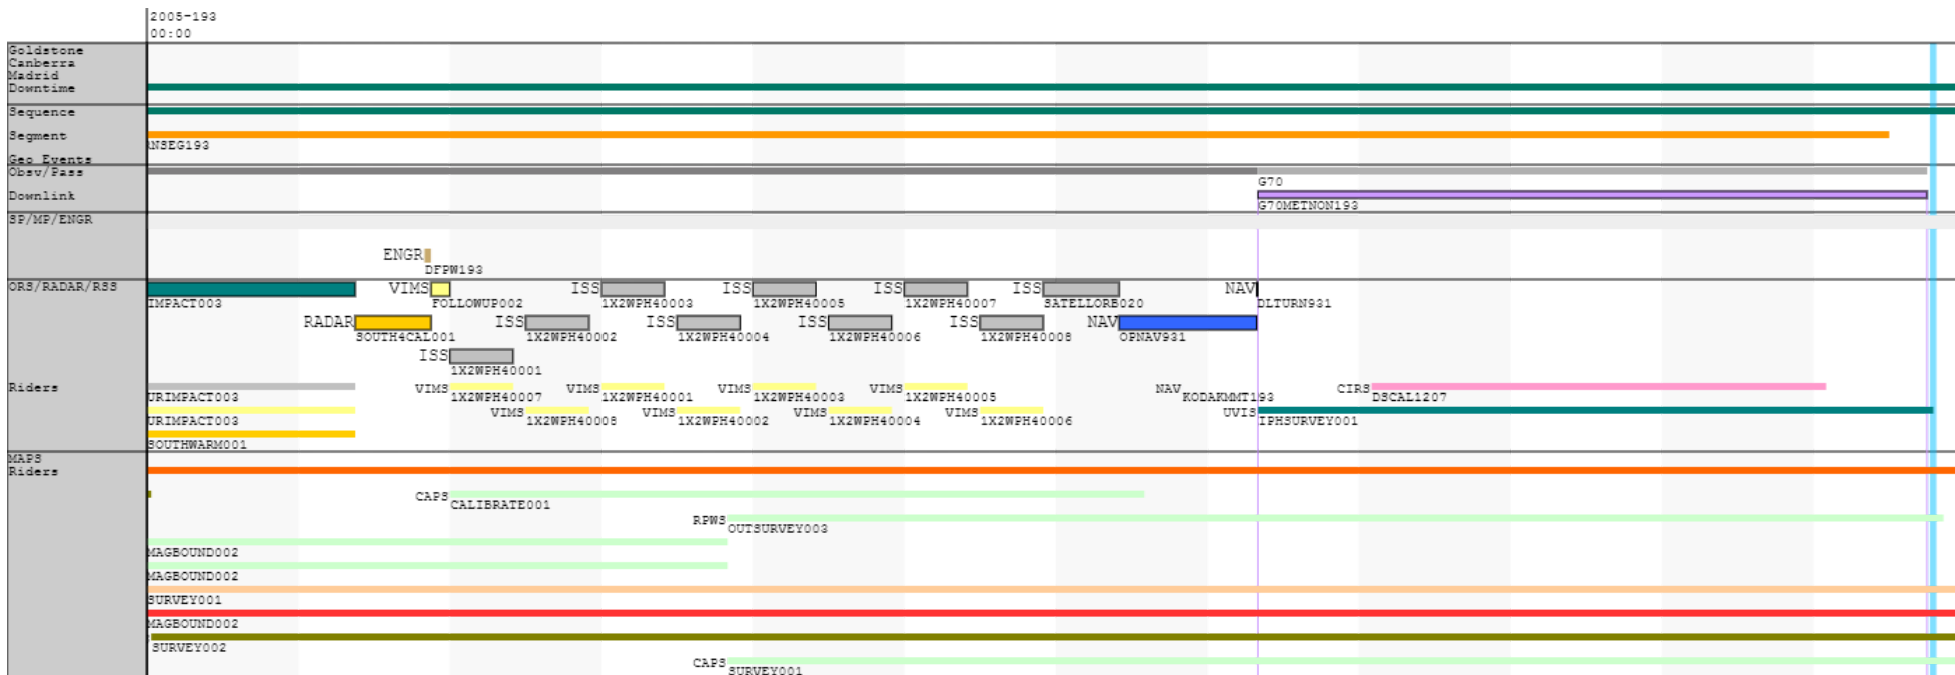 2005-193
00:00
Goldstone
Canberra
Madrid
Downtime
Sequence
Segment
NSEG193
Geo Events
Obsv/Pass
G70
Downlink
G70METNON193
SP/MP/ENGR
ENGR
DFPW193
ORS/RADAR/RSS
VIMS ISS ISS ISS ISS NAV
IMPACT003 FOLLOWUP002 1X2WPH40003 1X2WPH40005 1X2WPH40007 SATELLORB020 DLTURN931
RADAR ISS ISS ISS ISS NAV
SOUTH4CAL001 1X2WPH40002 1X2WPH40004 1X2WPH40006 1X2WPH40008 OPNAV931
ISS
1X2WPH40001
Riders VIMS VIMS VIMS VIMS NAV CIRS
URIMPACT003 1X2WPH40007 1X2WPH40001 1X2WPH40003 1X2WPH40005 KODAKMMT193 DSCAL1207
VIMS VIMS VIMS VIMS UVIS
URIMPACT003 1X2WPH40008 1X2WPH40002 1X2WPH40004 1X2WPH40006 IPHSURVEY001
SOUTHWARM001
MAPS
Riders
CAPS
CALIBRATE001
RPWS
OUTSURVEY003
MAGBOUND002
MAGBOUND002
SURVEY001
MAGBOUND002
SURVEY002
CAPS
SURVEY001